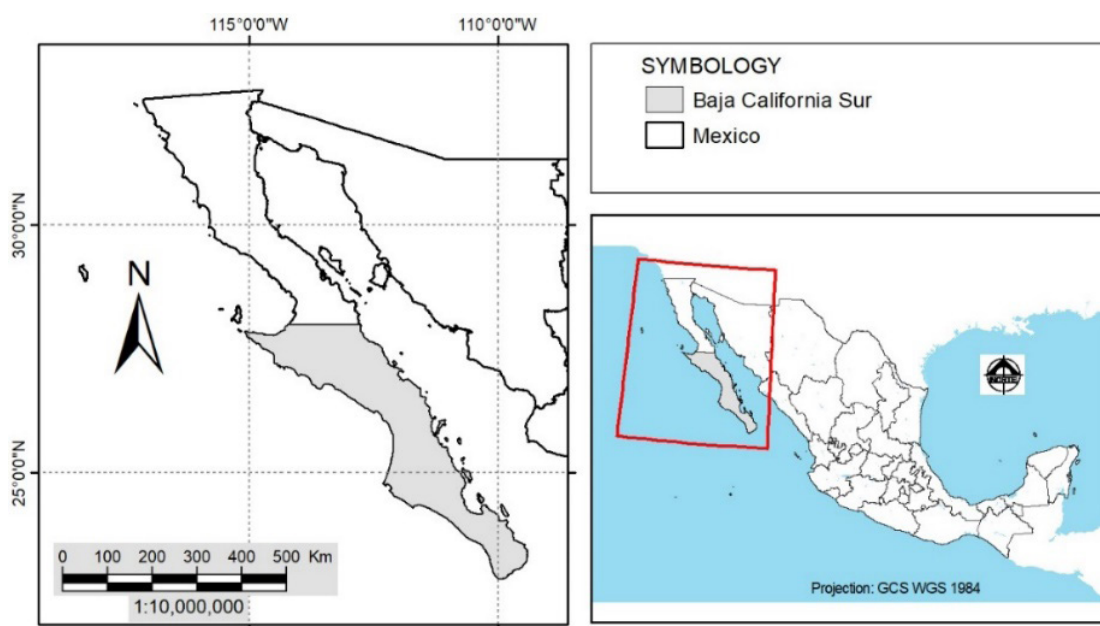 115°0'0"W
110°0'0"W
30°0'0"N
25°0'0"N
N
0 100 200 300 400 500 Km
1:10,000,000
SYMBOLOGY
Baja California Sur
Mexico
NORTE
Projection: GCS WGS 1984